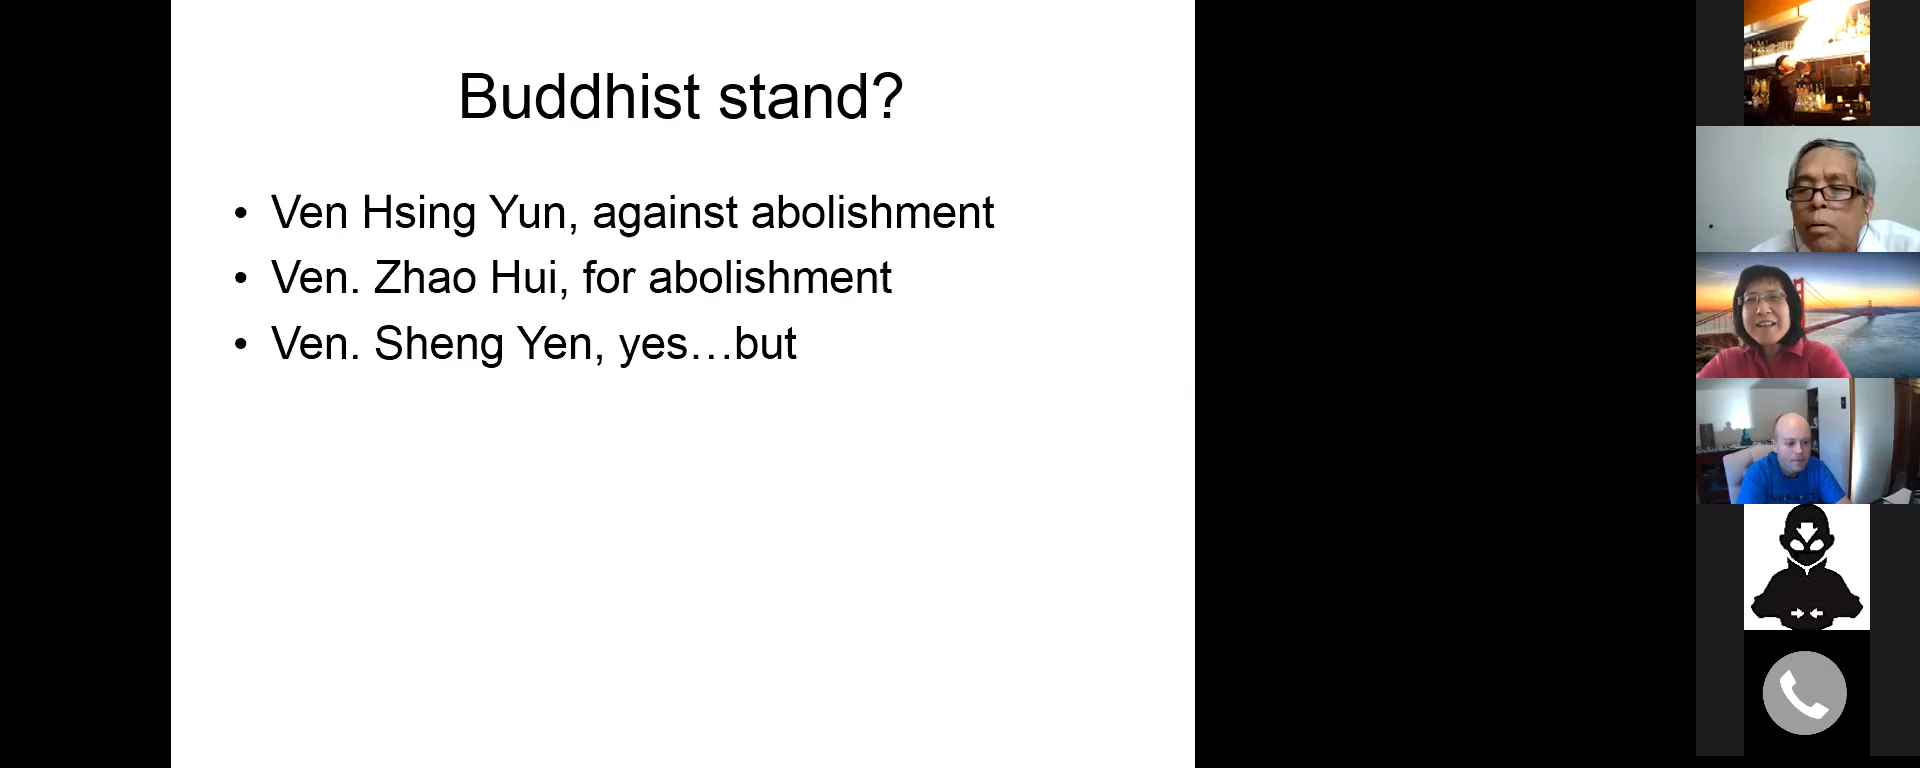 Buddhist stand?
• Ven Hsing Yun, against abolishment
• Ven. Zhao Hui, for abolishment
• Ven. Sheng Yen, yes…but